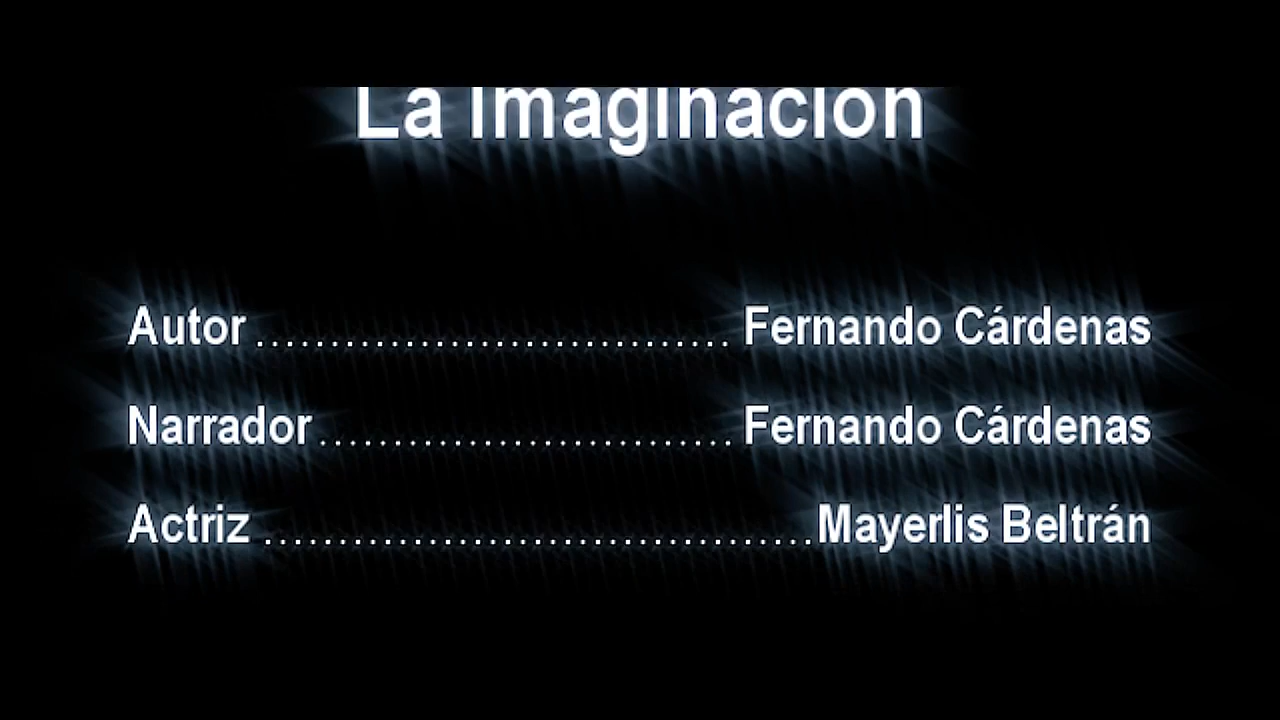 La Imaginación
Autor ................................ Fernando Cárdenas
Narrador ............................ Fernando Cárdenas
Actriz ..................................... Mayerlis Beltrán